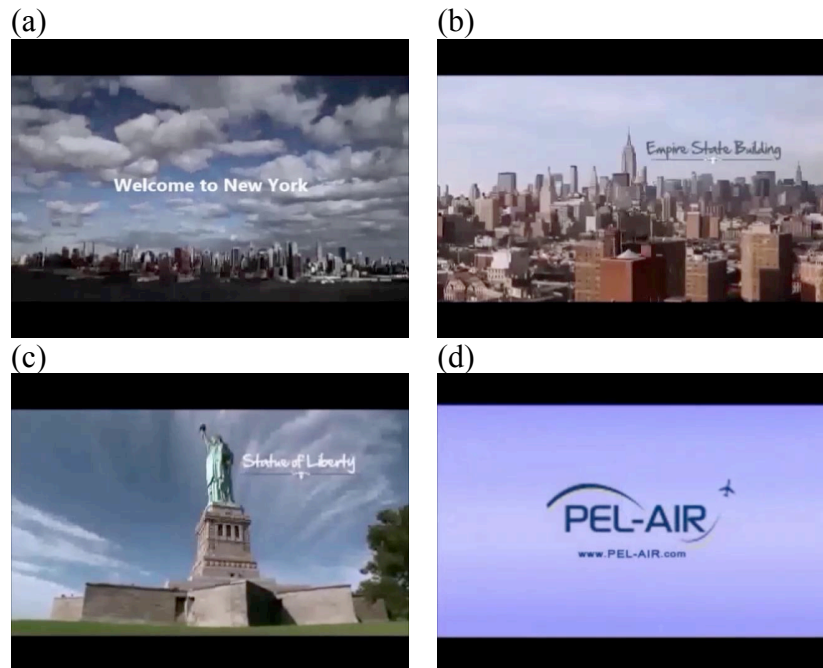 (a)
(b)
Welcome to New York
Empire State Building
(c)
(d)
Statue of Liberty
PEL-AIR
www.PEL-AIR.com